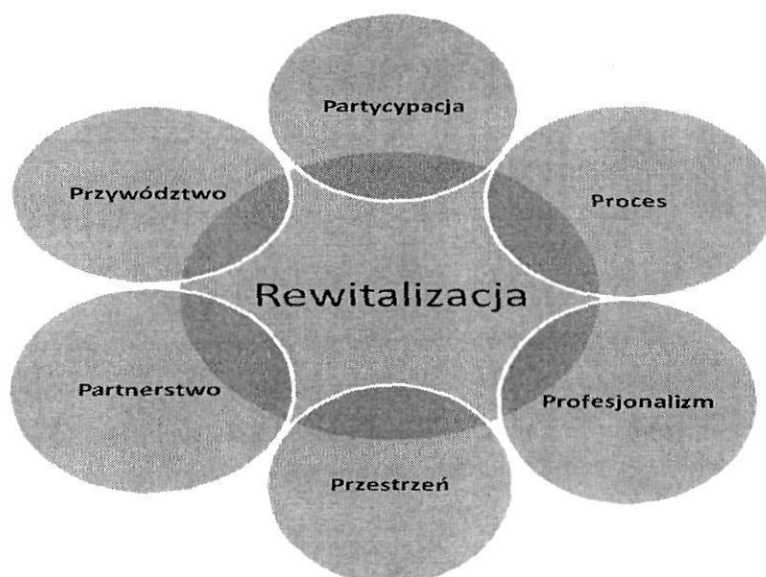 Partycypacja
Przywództwo
Proces
Rewitalizacja
Partnerstwo
Profesjonalizm
Przestrzeń